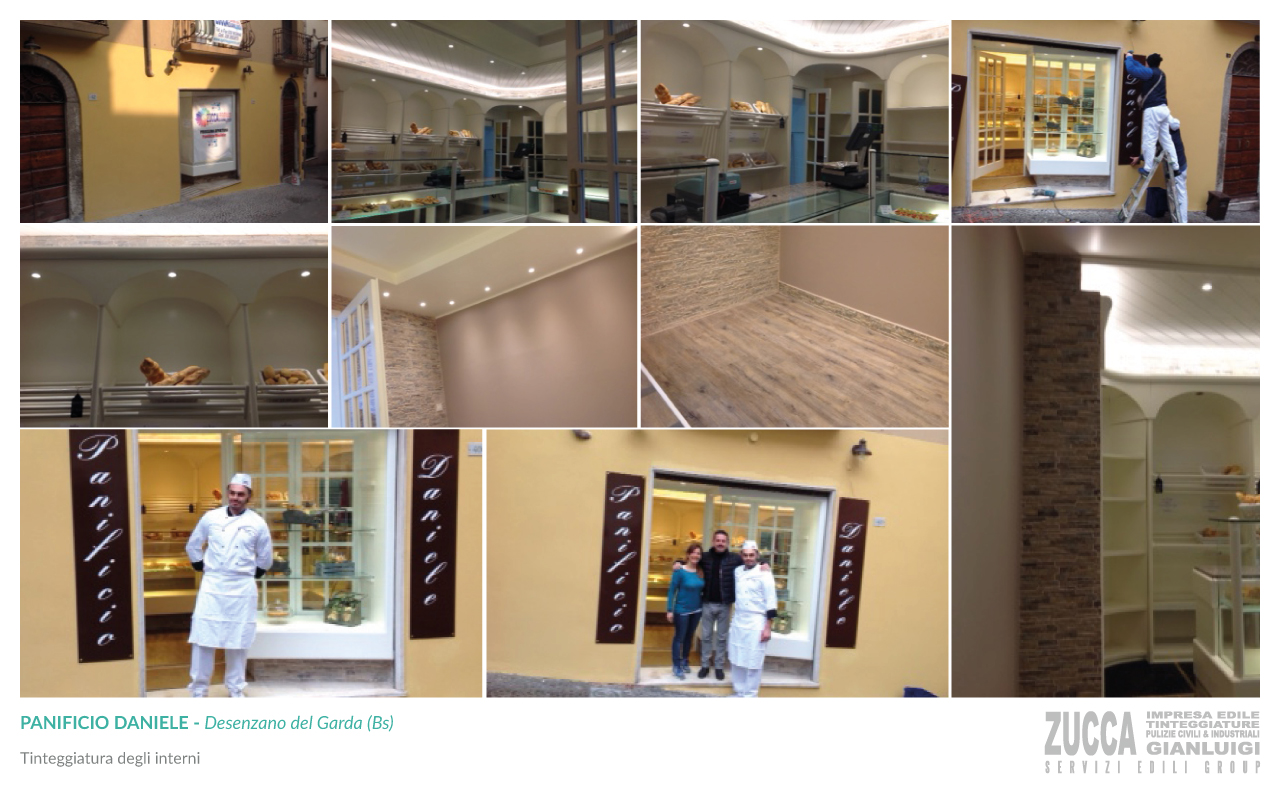 Panificio
Daniele
Panificio
Daniele
PANIFICIO DANIELE - Desenzano del Garda (Bs)
Tinteggiatura degli interni
ZUCCA
IMPRESA EDILE
TINTEGGIATURE
PULIZIE CIVILI & INDUSTRIALI
GIANLUIGI
SERVIZI EDILI GROUP